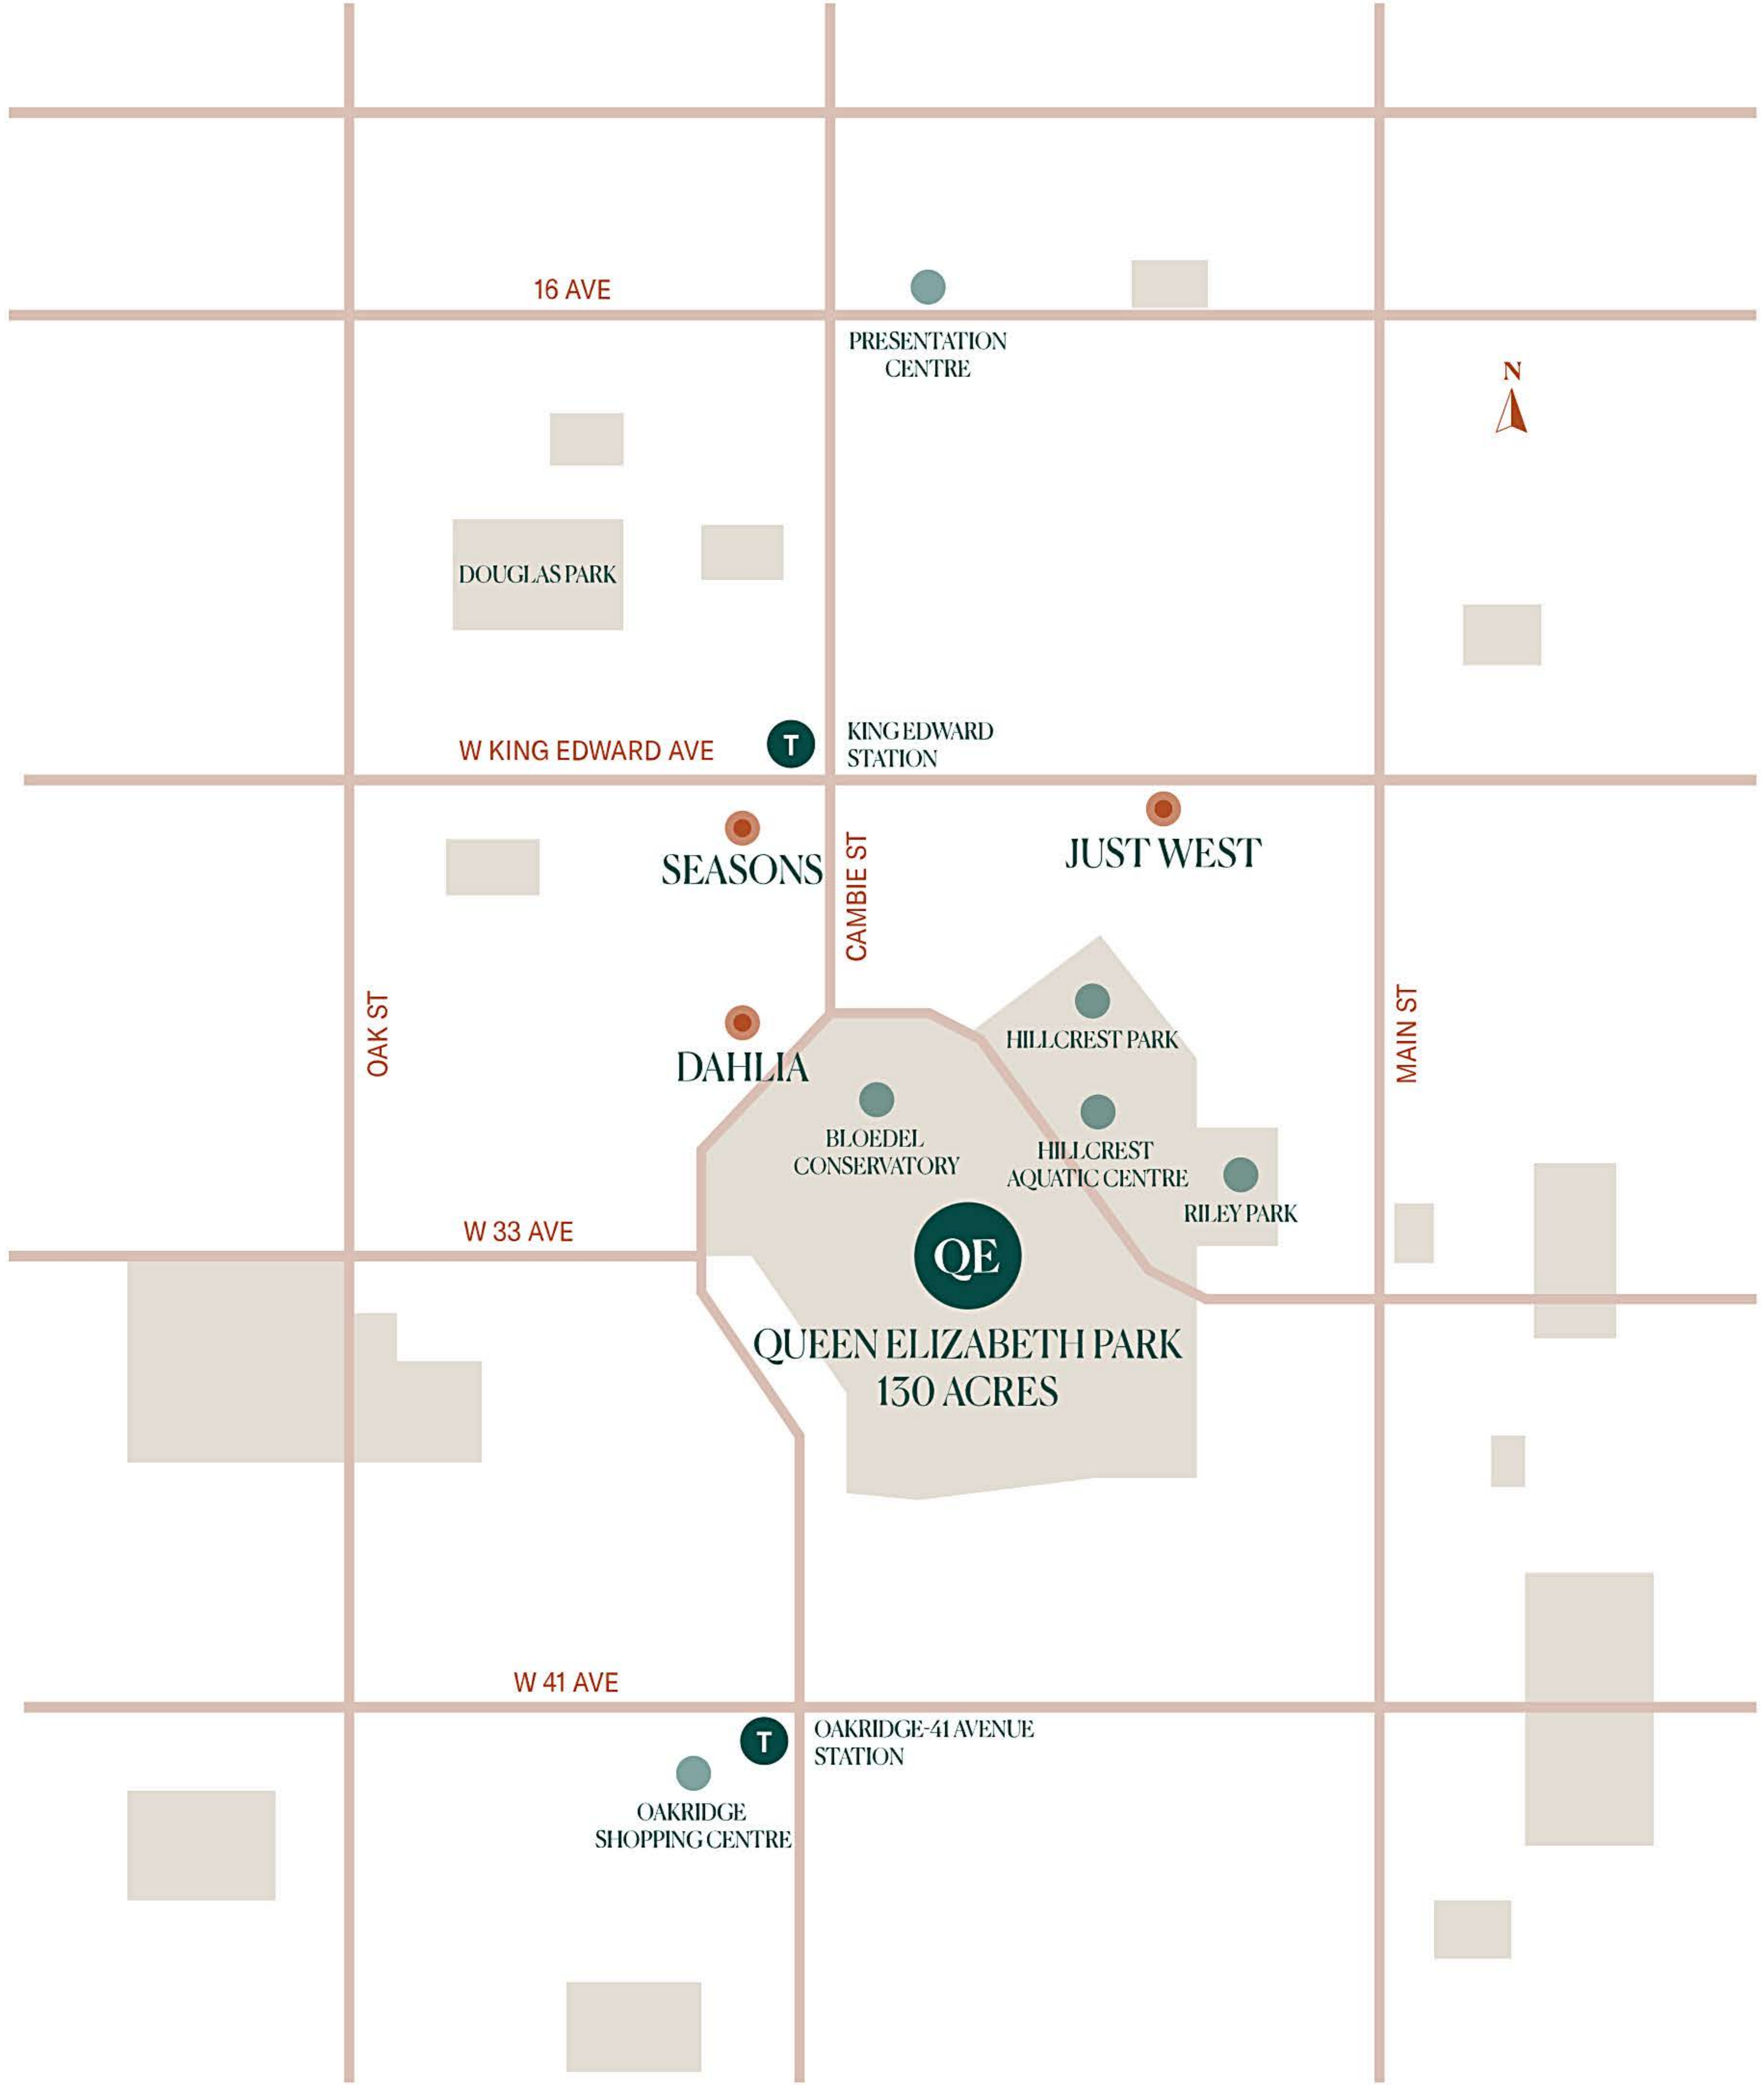 16 AVE
PRESENTATION
CENTRE
N
DOUGLAS PARK
W KING EDWARD AVE
T
KING EDWARD
STATION
SEASONS
CAMBIE ST
JUST WEST
OAK ST
MAIN ST
DAHLIA
HILLCREST PARK
BLOEDEL
CONSERVATORY
HILLCREST
AQUATIC CENTRE
RILEY PARK
W 33 AVE
QE
QUEEN ELIZABETH PARK
130 ACRES
W 41 AVE
T
OAKRIDGE-41 AVENUE
STATION
OAKRIDGE
SHOPPING CENTRE